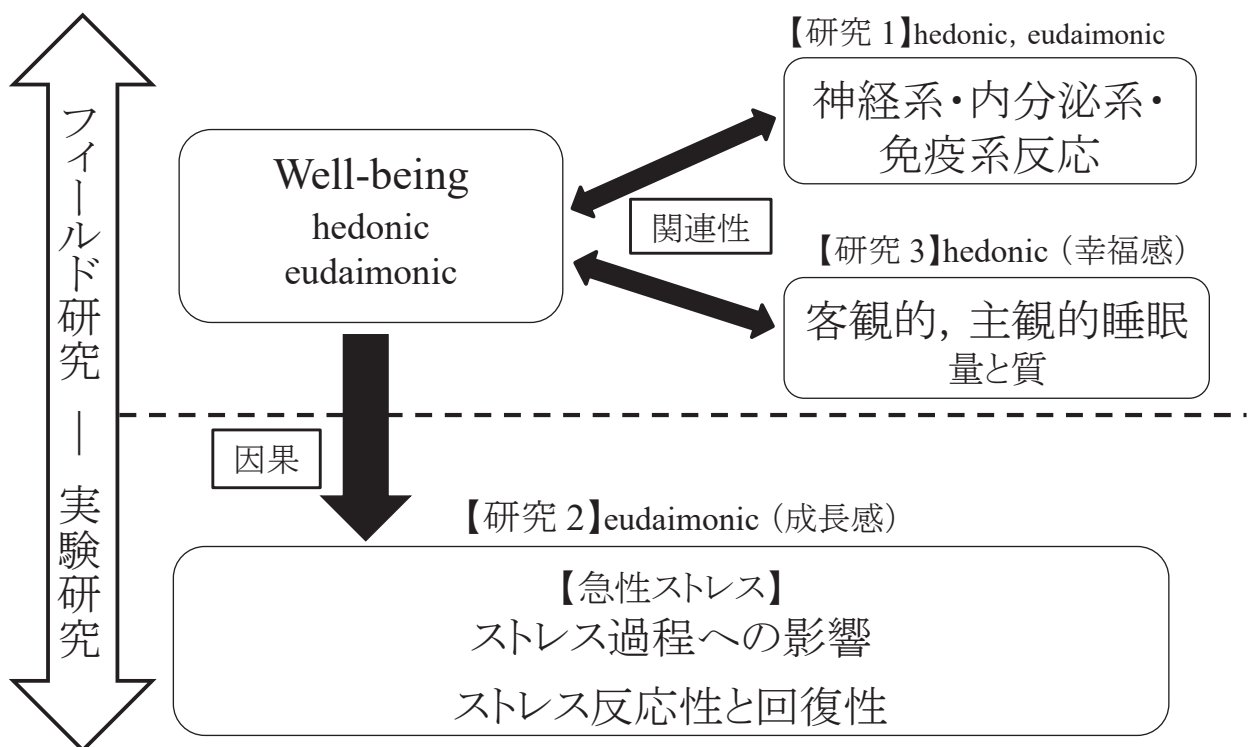 フィールド研究 ― 実験研究
【研究 1】hedonic, eudaimonic
神経系・内分泌系・
免疫系反応
Well-being
hedonic
eudaimonic
関連性
【研究 3】hedonic（幸福感）
客観的，主観的睡眠
量と質
因果
【研究 2】eudaimonic（成長感）
【急性ストレス】
ストレス過程への影響
ストレス反応性と回復性